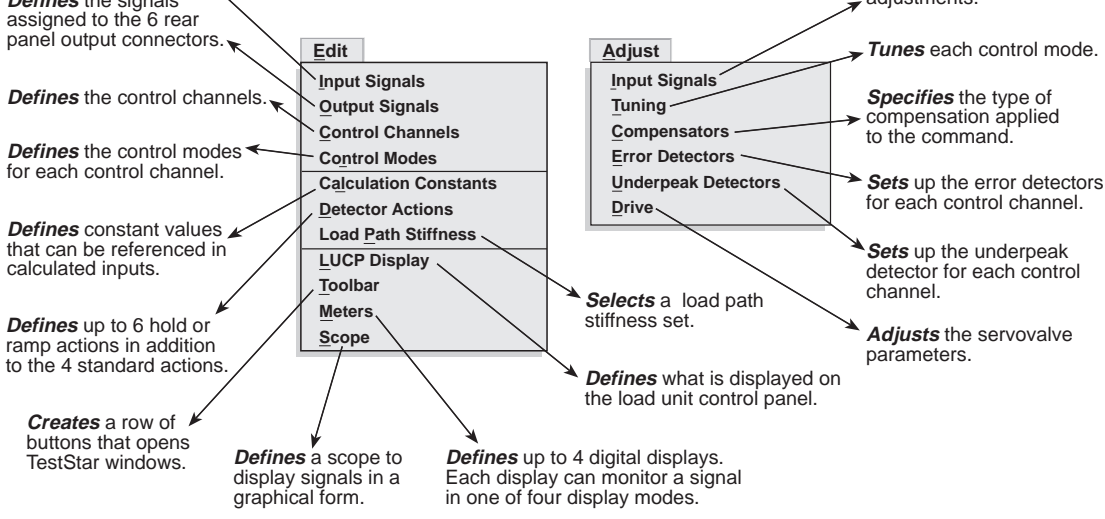 Defines the signals
assigned to the 6 rear
panel output connectors.
Defines the control channels.
Defines the control modes
for each control channel.
Defines constant values
that can be referenced in
calculated inputs.
Defines up to 6 hold or
ramp actions in addition
to the 4 standard actions.
Creates a row of
buttons that opens
TestStar windows.
Edit
Input Signals
Output Signals
Control Channels
Control Modes
Calculation Constants
Detector Actions
Load Path Stiffness
LUCP Display
Toolbar
Meters
Scope
Defines a scope to
display signals in a
graphical form.
Defines up to 4 digital displays.
Each display can monitor a signal
in one of four display modes.
Selects a load path
stiffness set.
Defines what is displayed on
the load unit control panel.
Adjust
Input Signals
Tuning
Compensators
Error Detectors
Underpeak Detectors
Drive
adjustments.
Tunes each control mode.
Specifies the type of
compensation applied
to the command.
Sets up the error detectors
for each control channel.
Sets up the underpeak
detector for each control
channel.
Adjusts the servovalve
parameters.